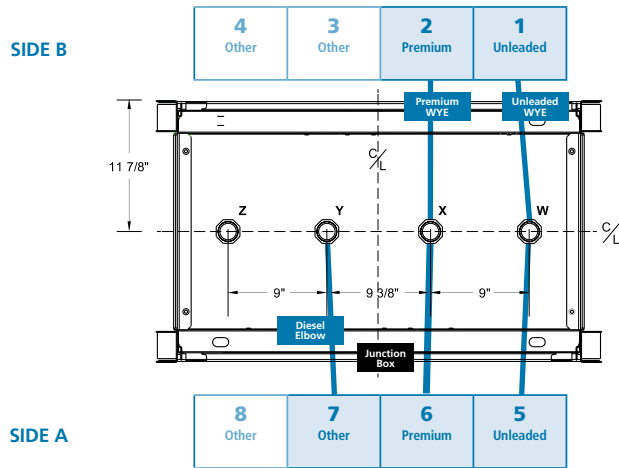 4 3 2 1
Other Other Premium Unleaded
SIDE B
Premium
WYE
Unleaded
WYE
11 7/8"
C/L
Z Y X W
C/L
9" 9 3/8" 9"
Diesel
Elbow
Junction
Box
8 7 6 5
Other Other Premium Unleaded
SIDE A